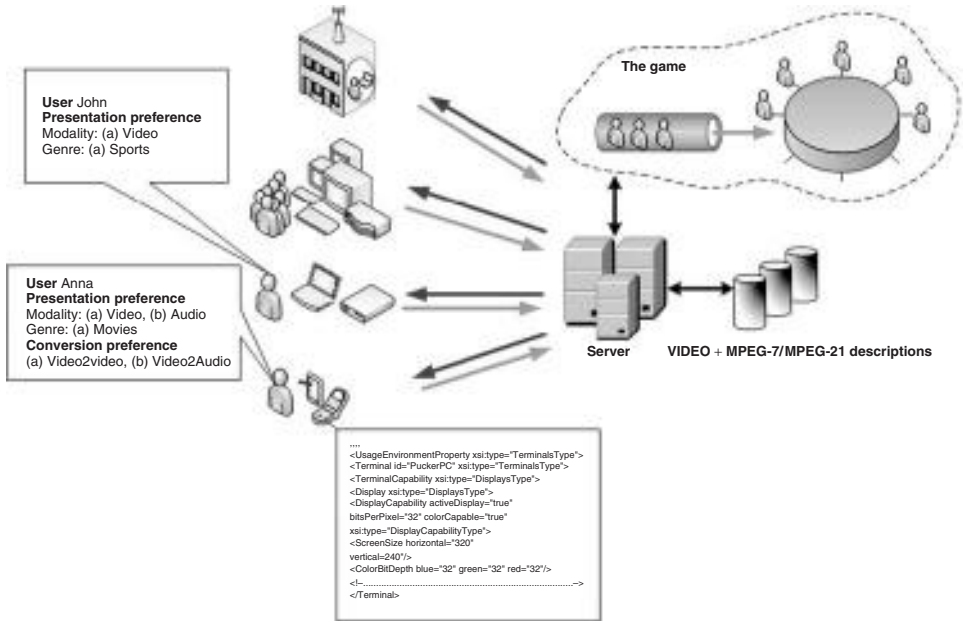 The game
User John
Presentation preference
Modality: (a) Video
Genre: (a) Sports
User Anna
Presentation preference
Modality: (a) Video, (b) Audio
Genre: (a) Movies
Conversion preference
(a) Video2video, (b) Video2Audio
Server
VIDEO + MPEG-7/MPEG-21 descriptions
,,,,
<UsageEnvironmentProperty xsi:type="TerminalsType">
<Terminal id="PuckerPC" xsi:type="TerminalsType">
<TerminalCapability xsi:type="DisplaysType">
<Display xsi:type="DisplaysType">
<DisplayCapability activeDisplay="true"
bitsPerPixel="32" colorCapable="true"
xsi:type="DisplayCapabilityType">
<ScreenSize horizontal="320"
vertical=240"/>
<ColorBitDepth blue="32" green="32" red="32"/>
<!–...........................................................................–>
</Terminal>